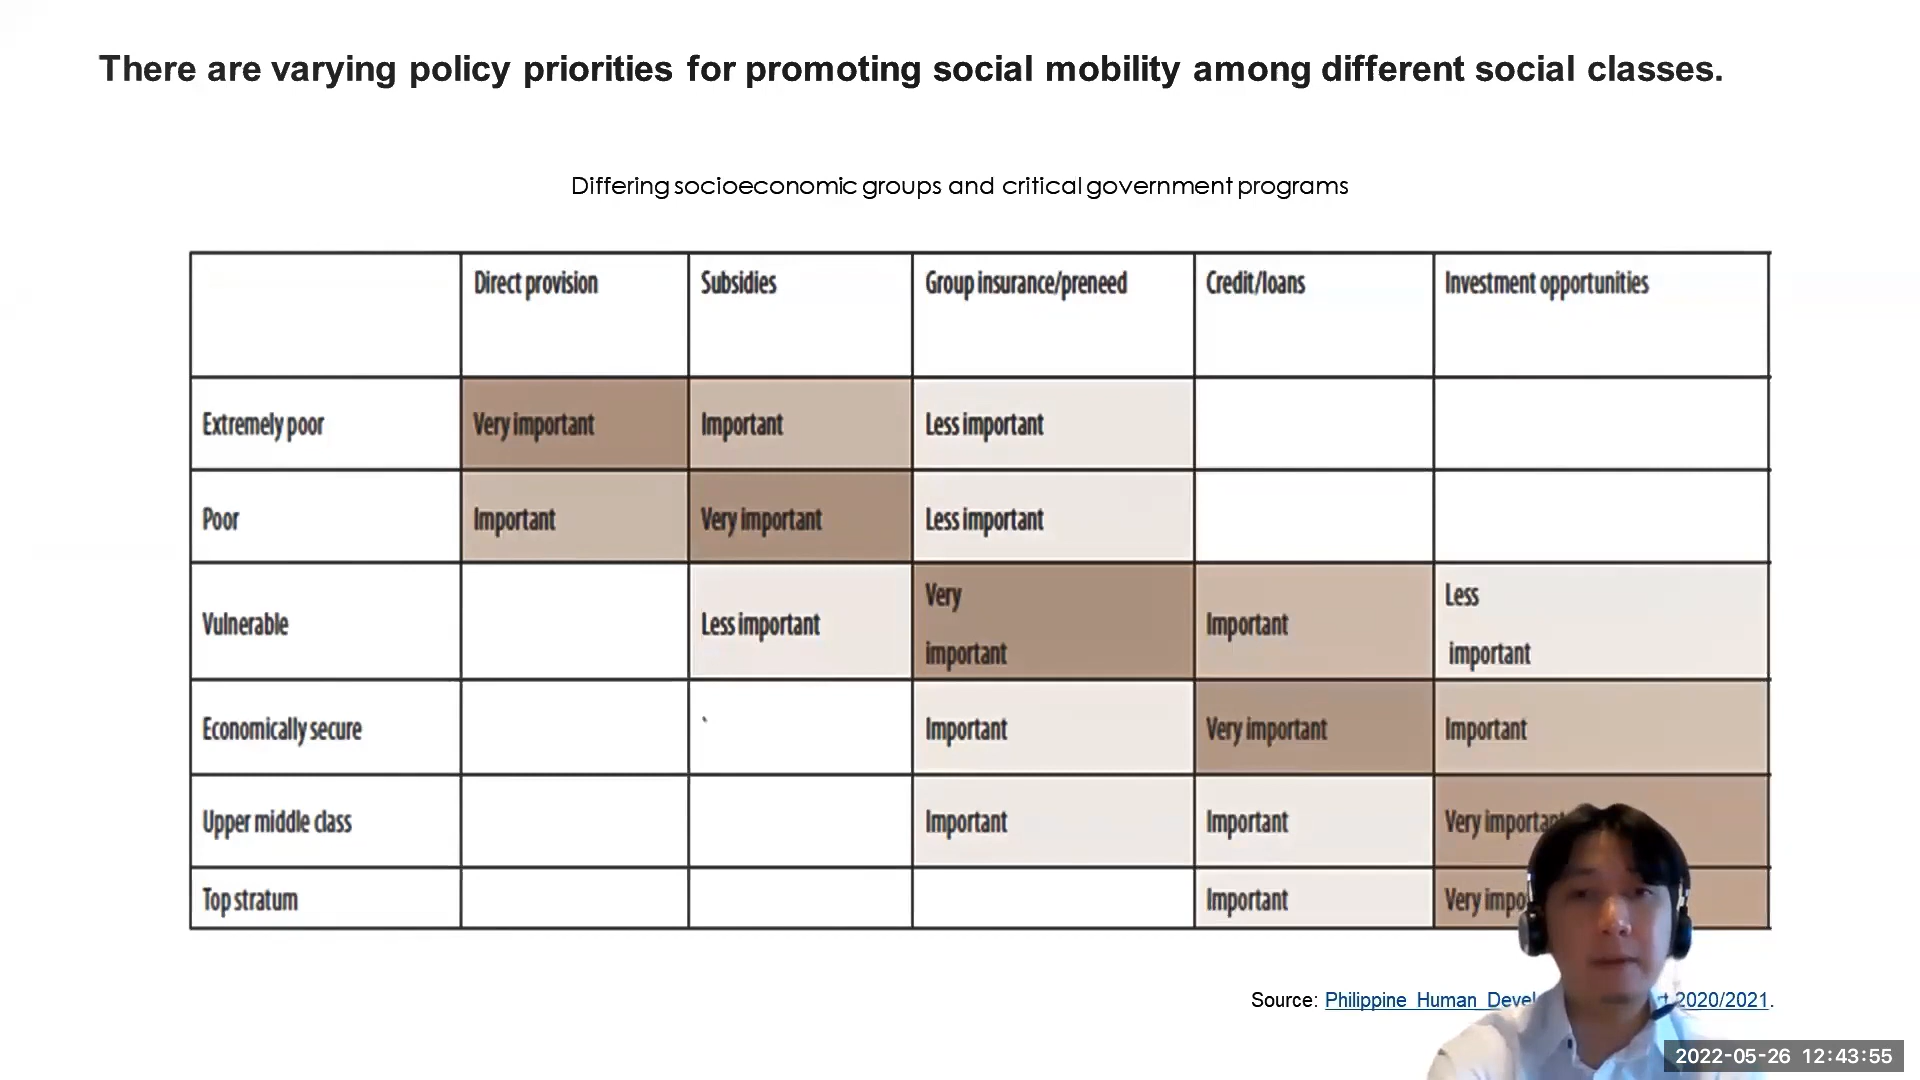 There are varying policy priorities for promoting social mobility among different social classes.
Differing socioeconomic groups and critical government programs
Direct provision Subsidies Group insurance/preneed Credit/loans Investment opportunities
Extremely poor Very important Important Less important
Poor Important Very important Less important
Vulnerable Less important Very important Important Less important
Economically secure ` Important Very important Important
Upper middle class Important Important Very important
Top stratum Important Very
Source: Philippine Human 2020/2021.
2022-05-26 12:43:55